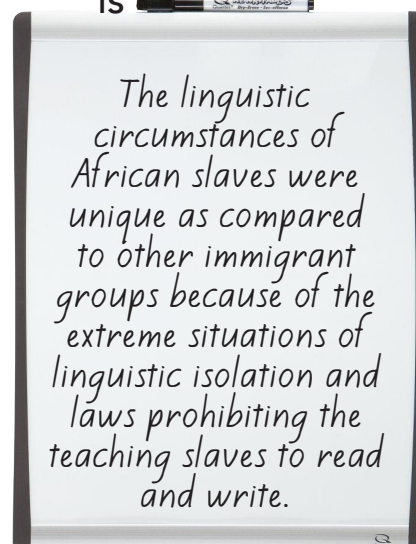 IS
The linguistic
circumstances of
African slaves were
unique as compared
to other immigrant
groups because of the
extreme situations of
linguistic isolation and
laws prohibiting the
teaching slaves to read
and write.
Q